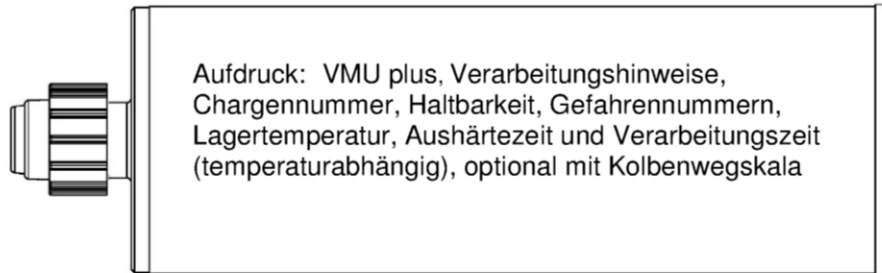 Aufdruck: VMU plus, Verarbeitungshinweise,
Chargennummer, Haltbarkeit, Gefahrennummern,
Lagertemperatur, Aushärtezeit und Verarbeitungszeit
(temperaturabhängig), optional mit Kolbenwegskala